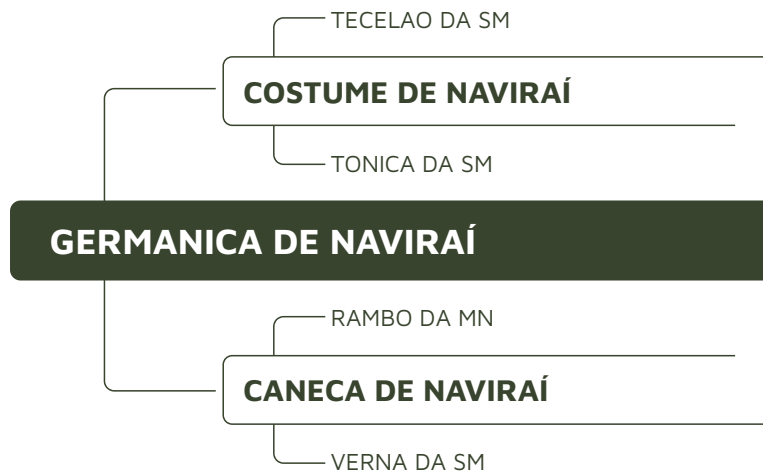 TECELAO DA SM
COSTUME DE NAVIRAÍ
TONICA DA SM
GERMANICA DE NAVIRAÍ
RAMBO DA MN
CANECA DE NAVIRAÍ
VERNA DA SM